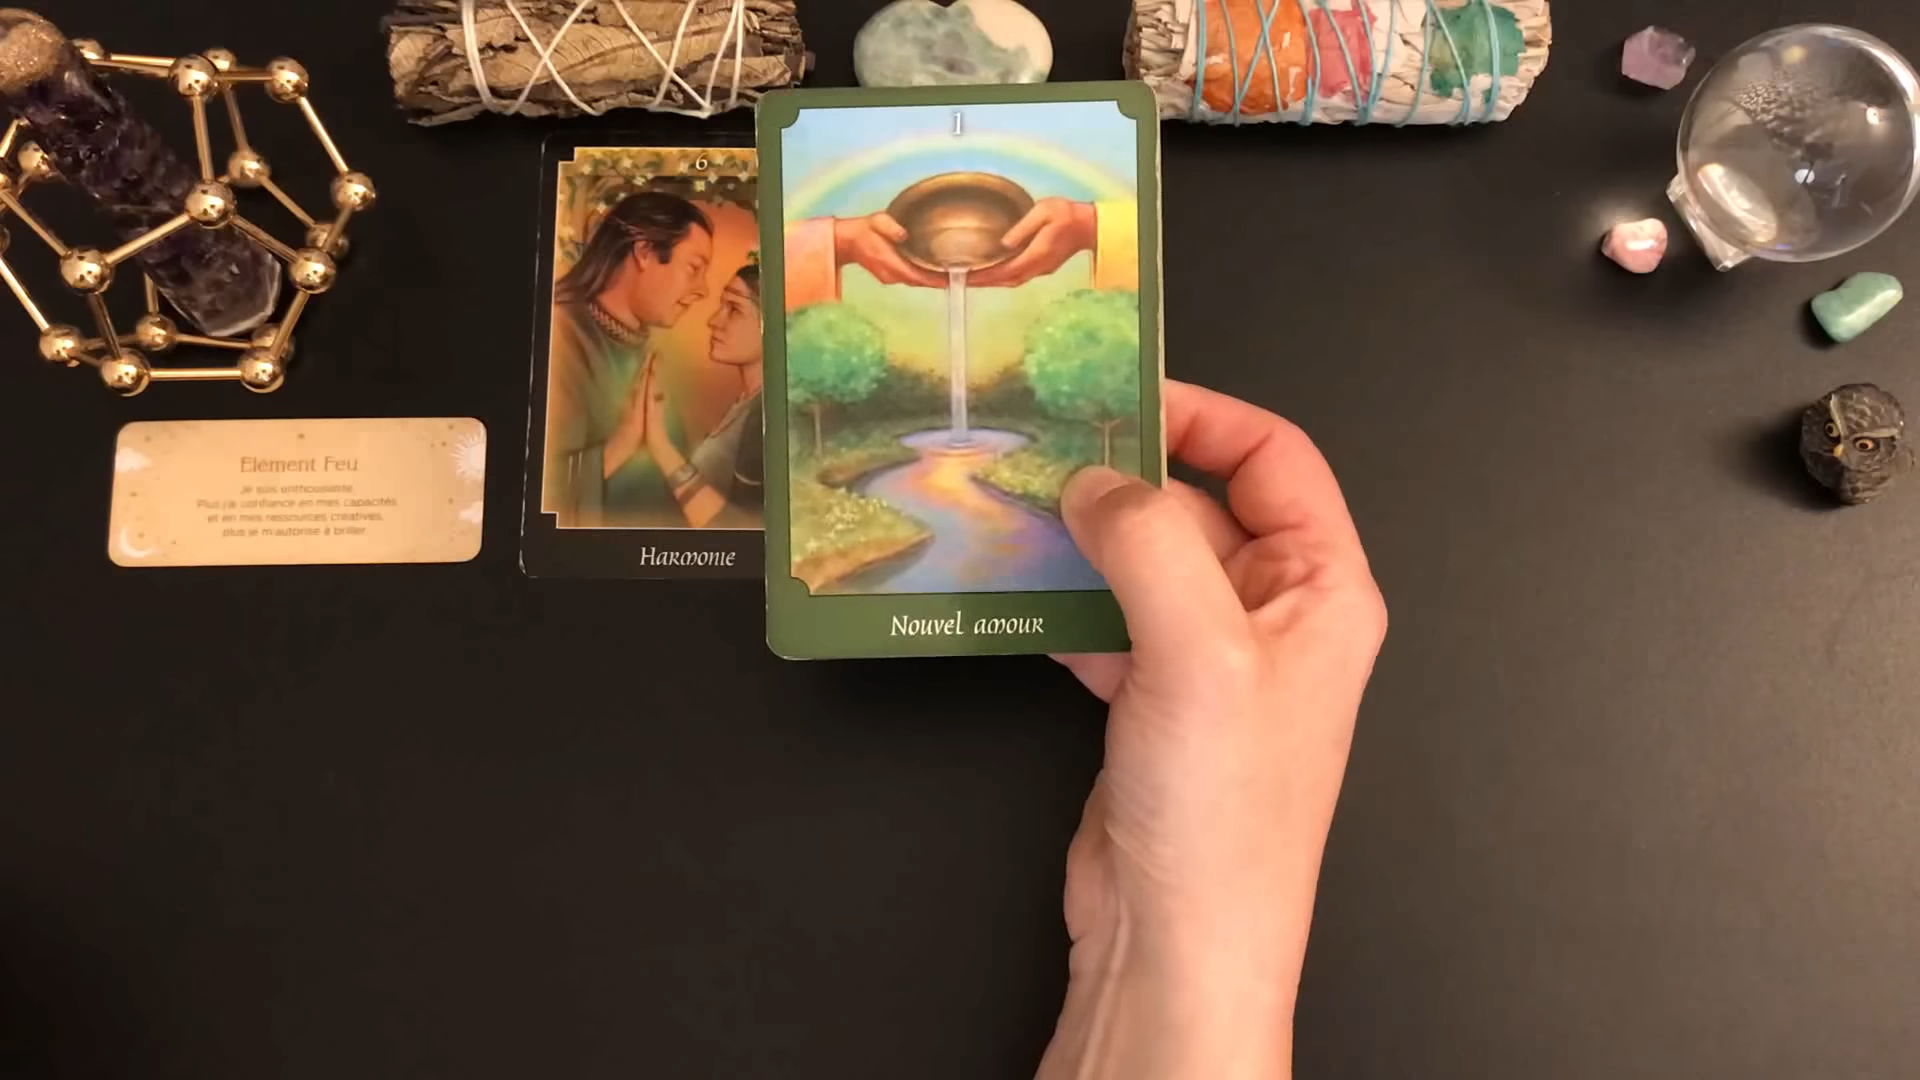 Elément Feu
Je suis enthousiaste.
Plus j'ai confiance en mes capacités
et en mes ressources créatives,
plus je m'autorise à briller.
6
Harmonie
1
Nouvel amour